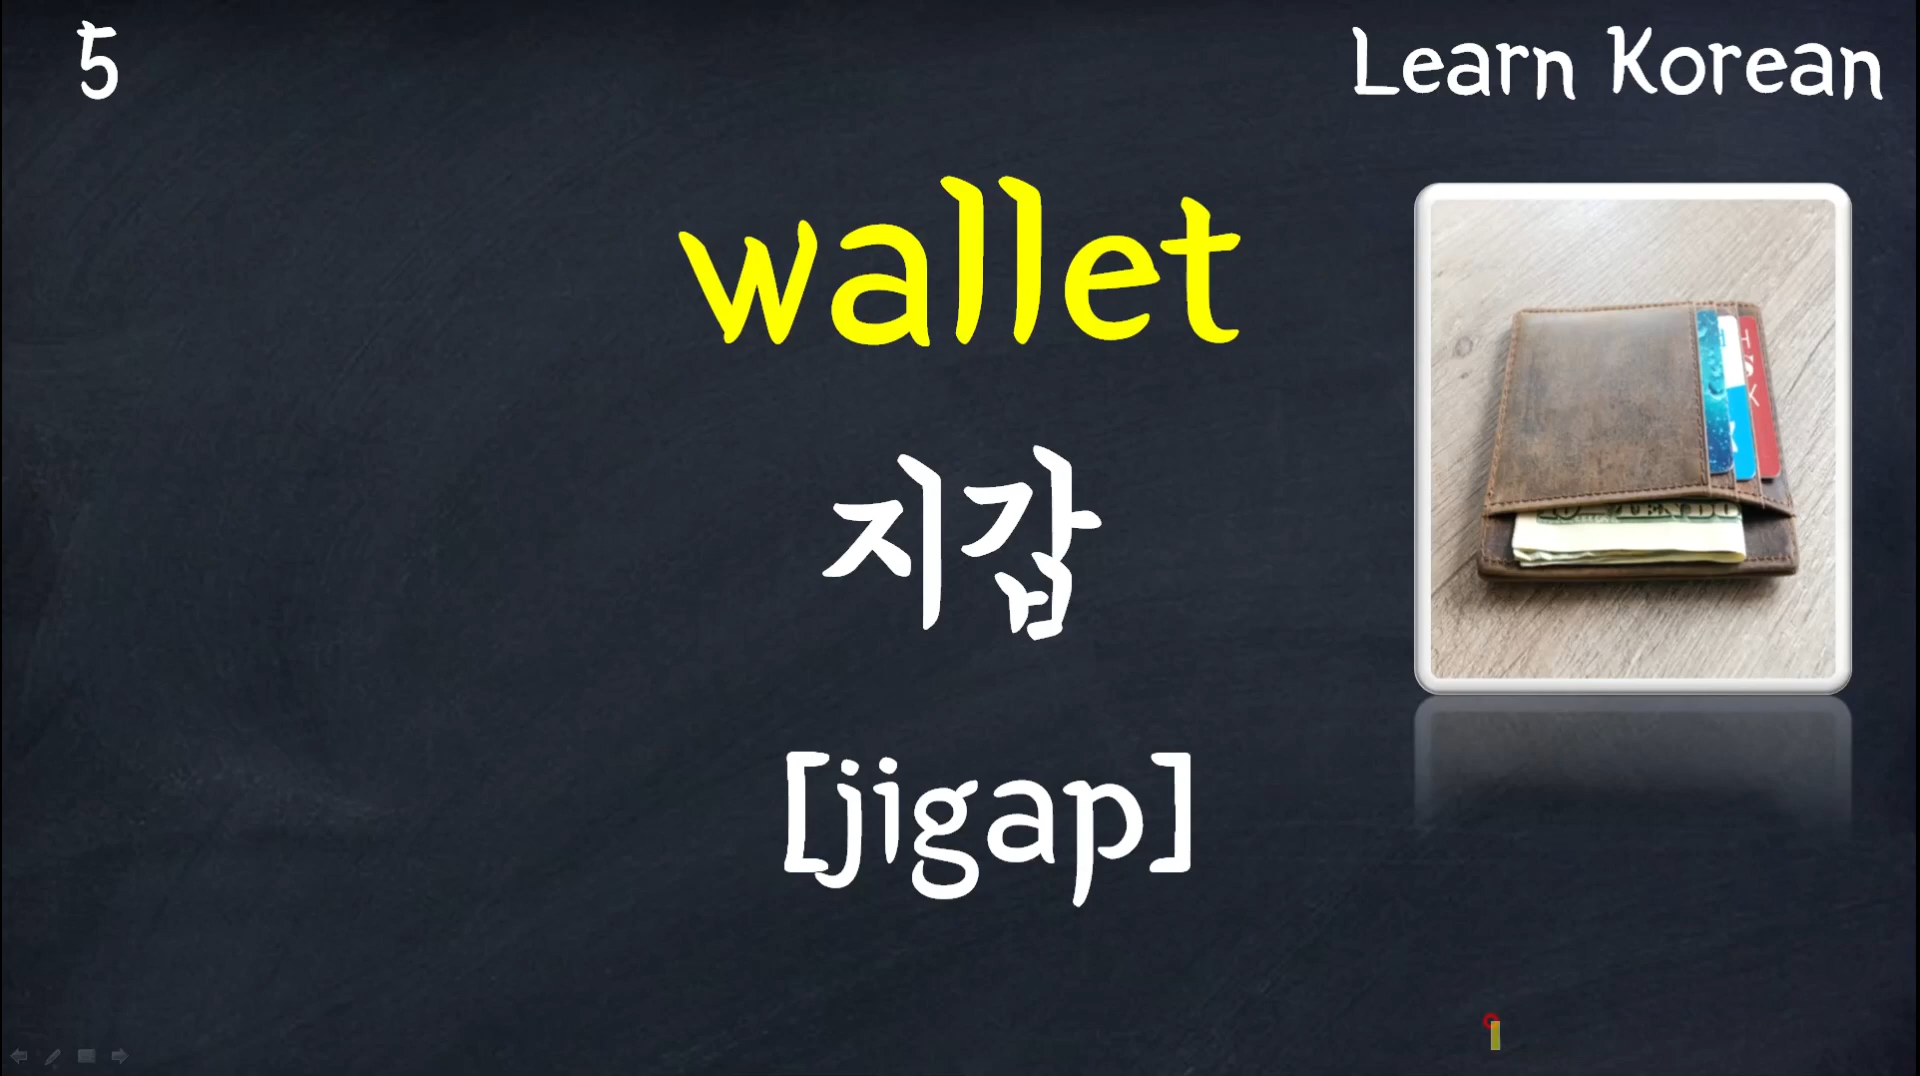 5
Learn Korean
wallet
지갑
[jigap]